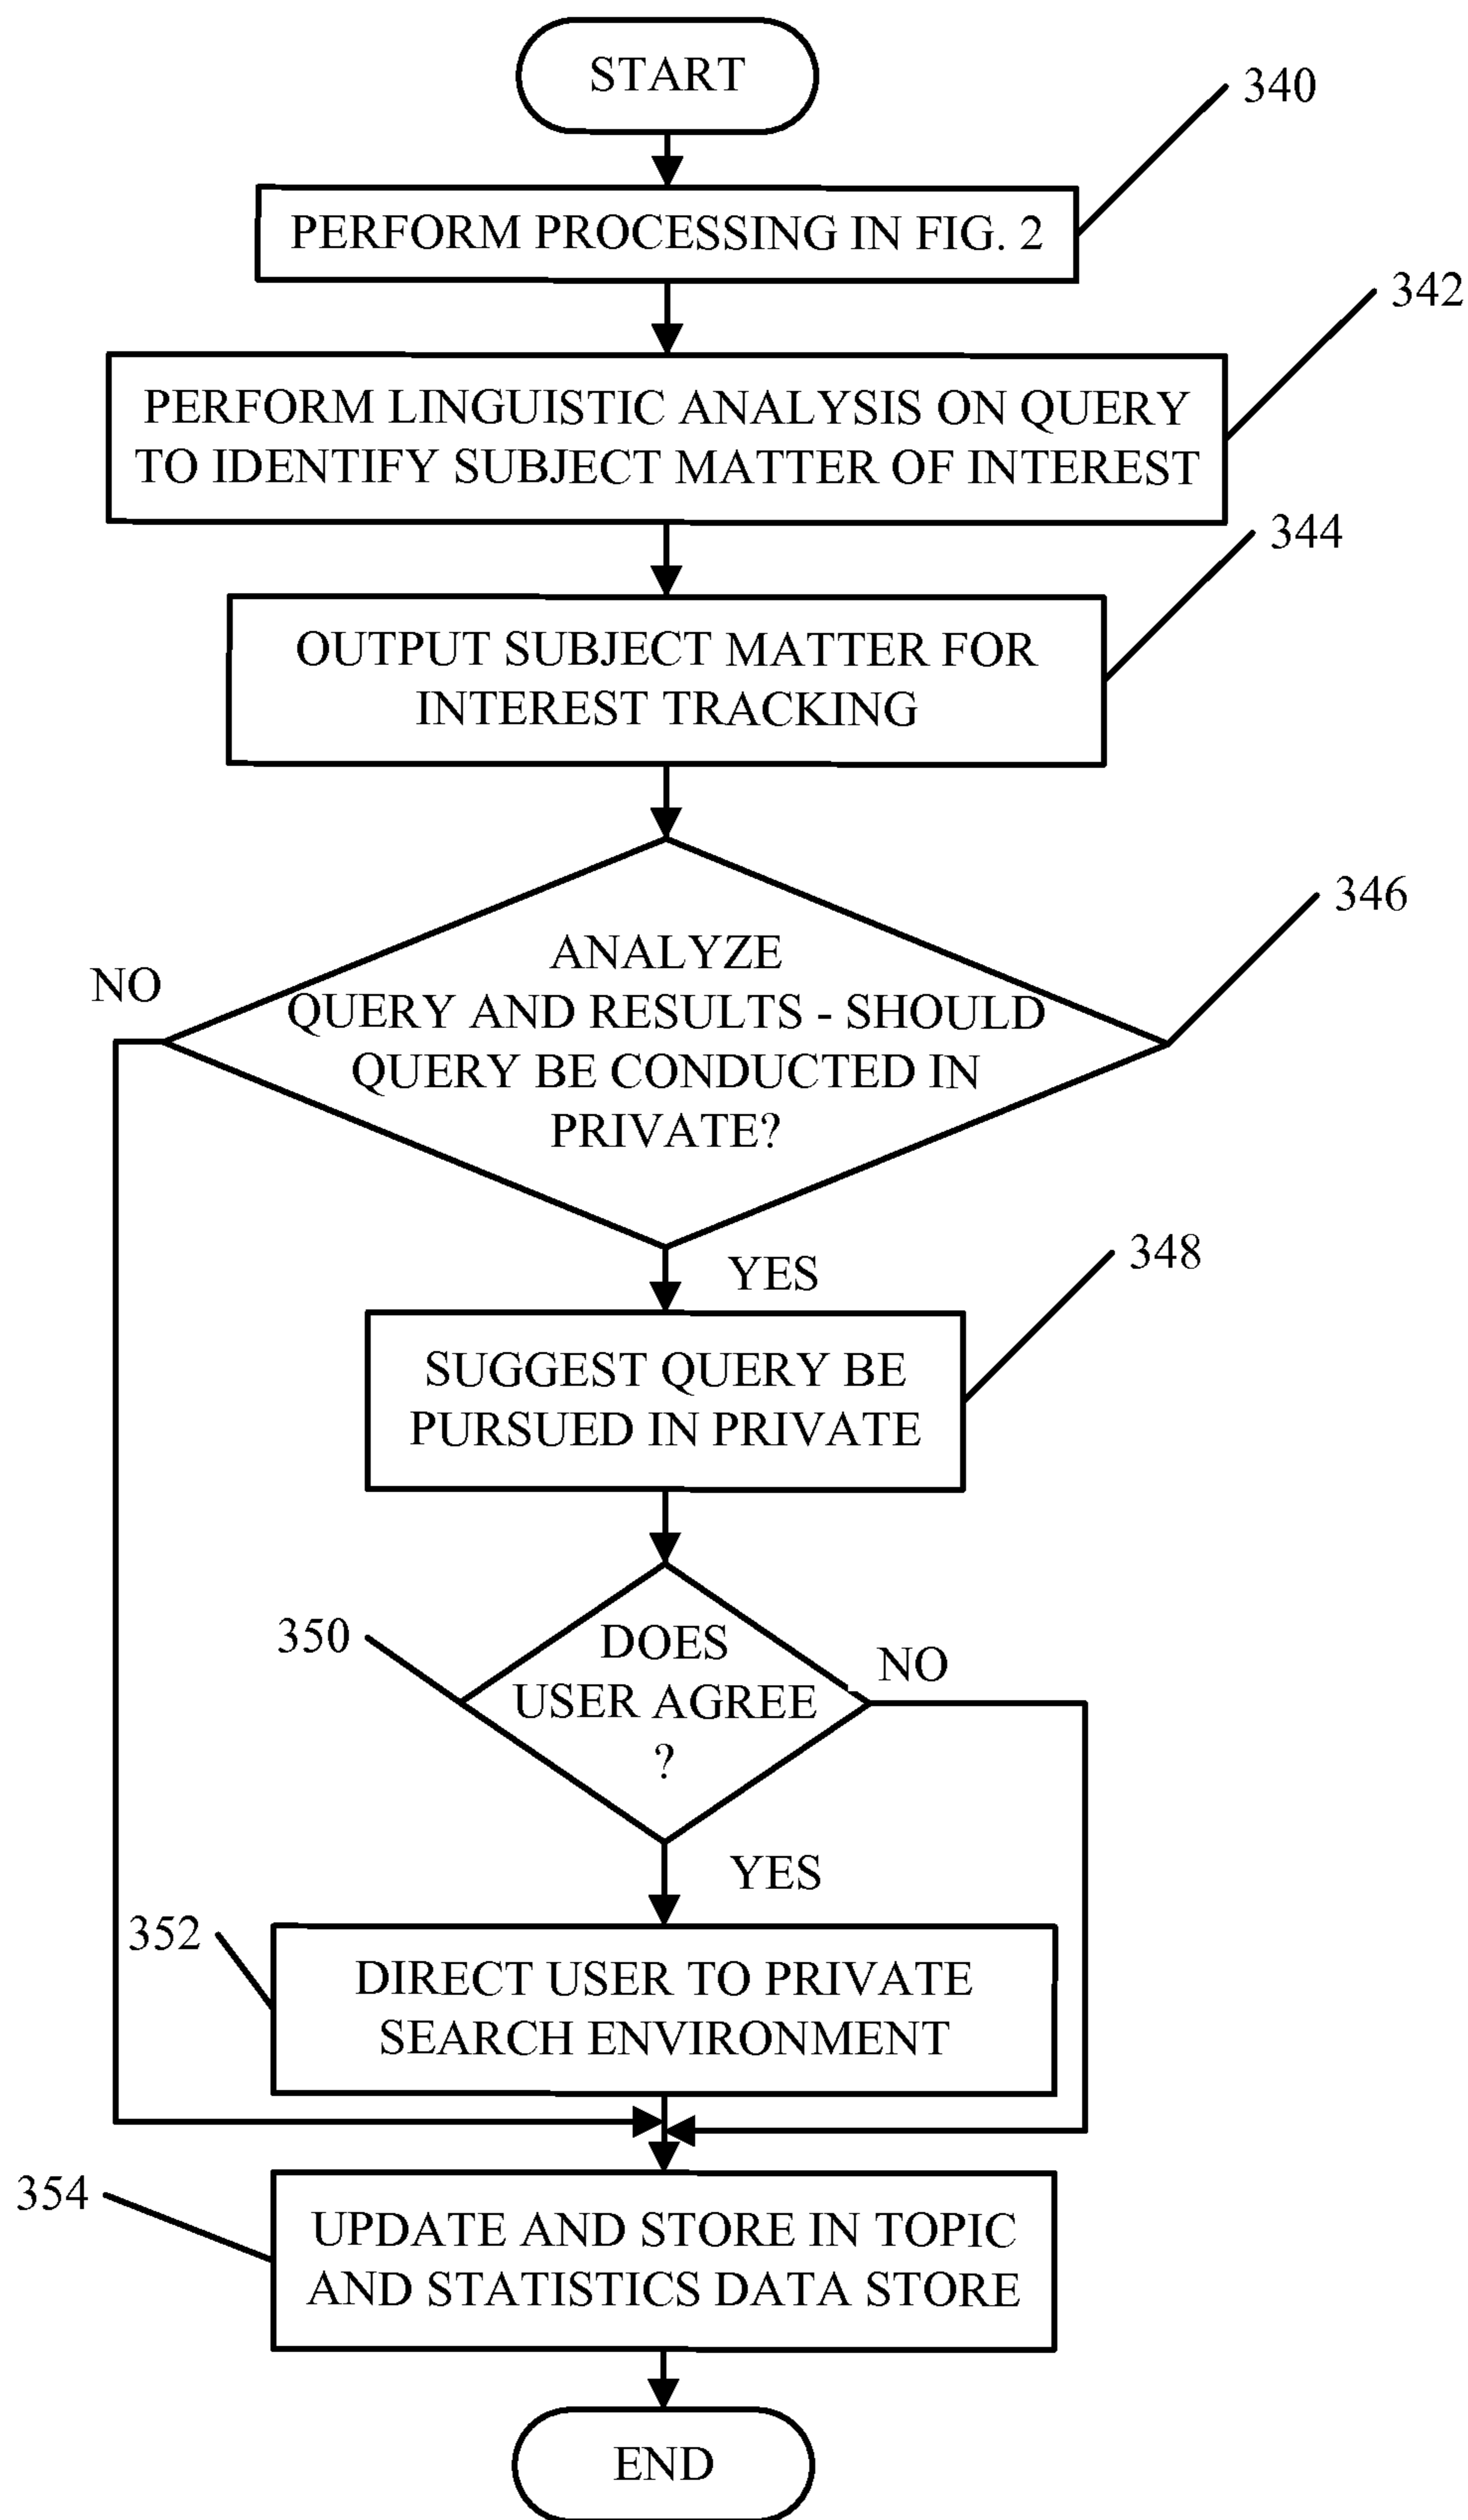 START
340
PERFORM PROCESSING IN FIG. 2
342
PERFORM LINGUISTIC ANALYSIS ON QUERY
TO IDENTIFY SUBJECT MATTER OF INTEREST
344
OUTPUT SUBJECT MATTER FOR
INTEREST TRACKING
346
NO
ANALYZE
QUERY AND RESULTS - SHOULD
QUERY BE CONDUCTED IN
PRIVATE?
YES
348
SUGGEST QUERY BE
PURSUED IN PRIVATE
350
DOES
USER AGREE
?
NO
YES
352
DIRECT USER TO PRIVATE
SEARCH ENVIRONMENT
354
UPDATE AND STORE IN TOPIC
AND STATISTICS DATA STORE
END